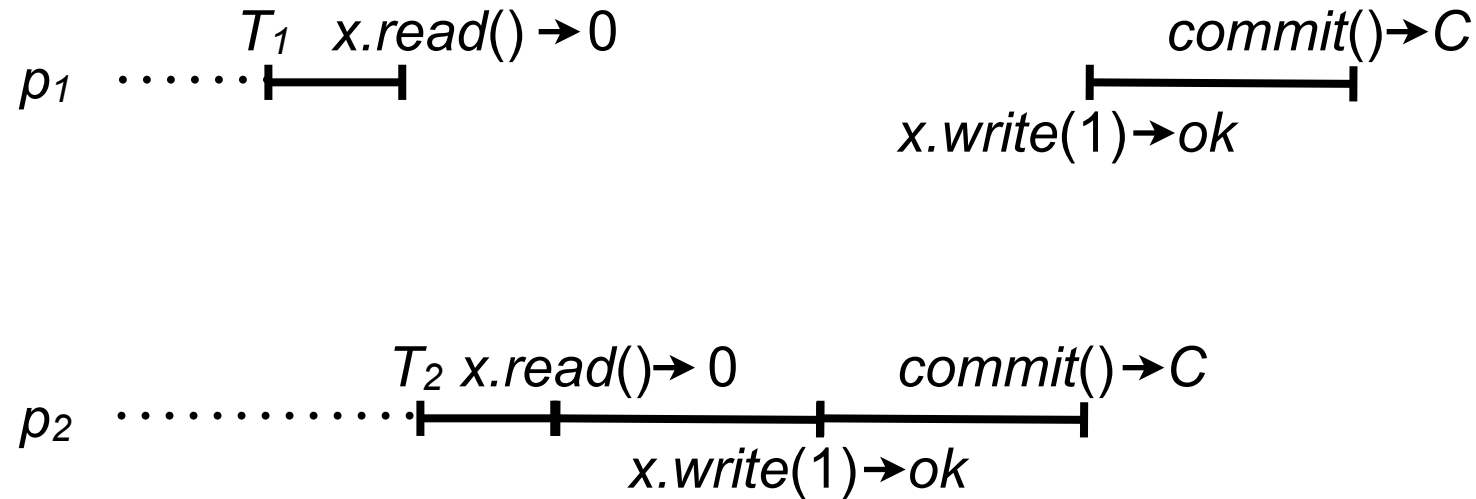 T₁ x.read() → 0 commit() → C
p₁
x.write(1) → ok
T₂ x.read() → 0 commit() → C
p₂
x.write(1) → ok